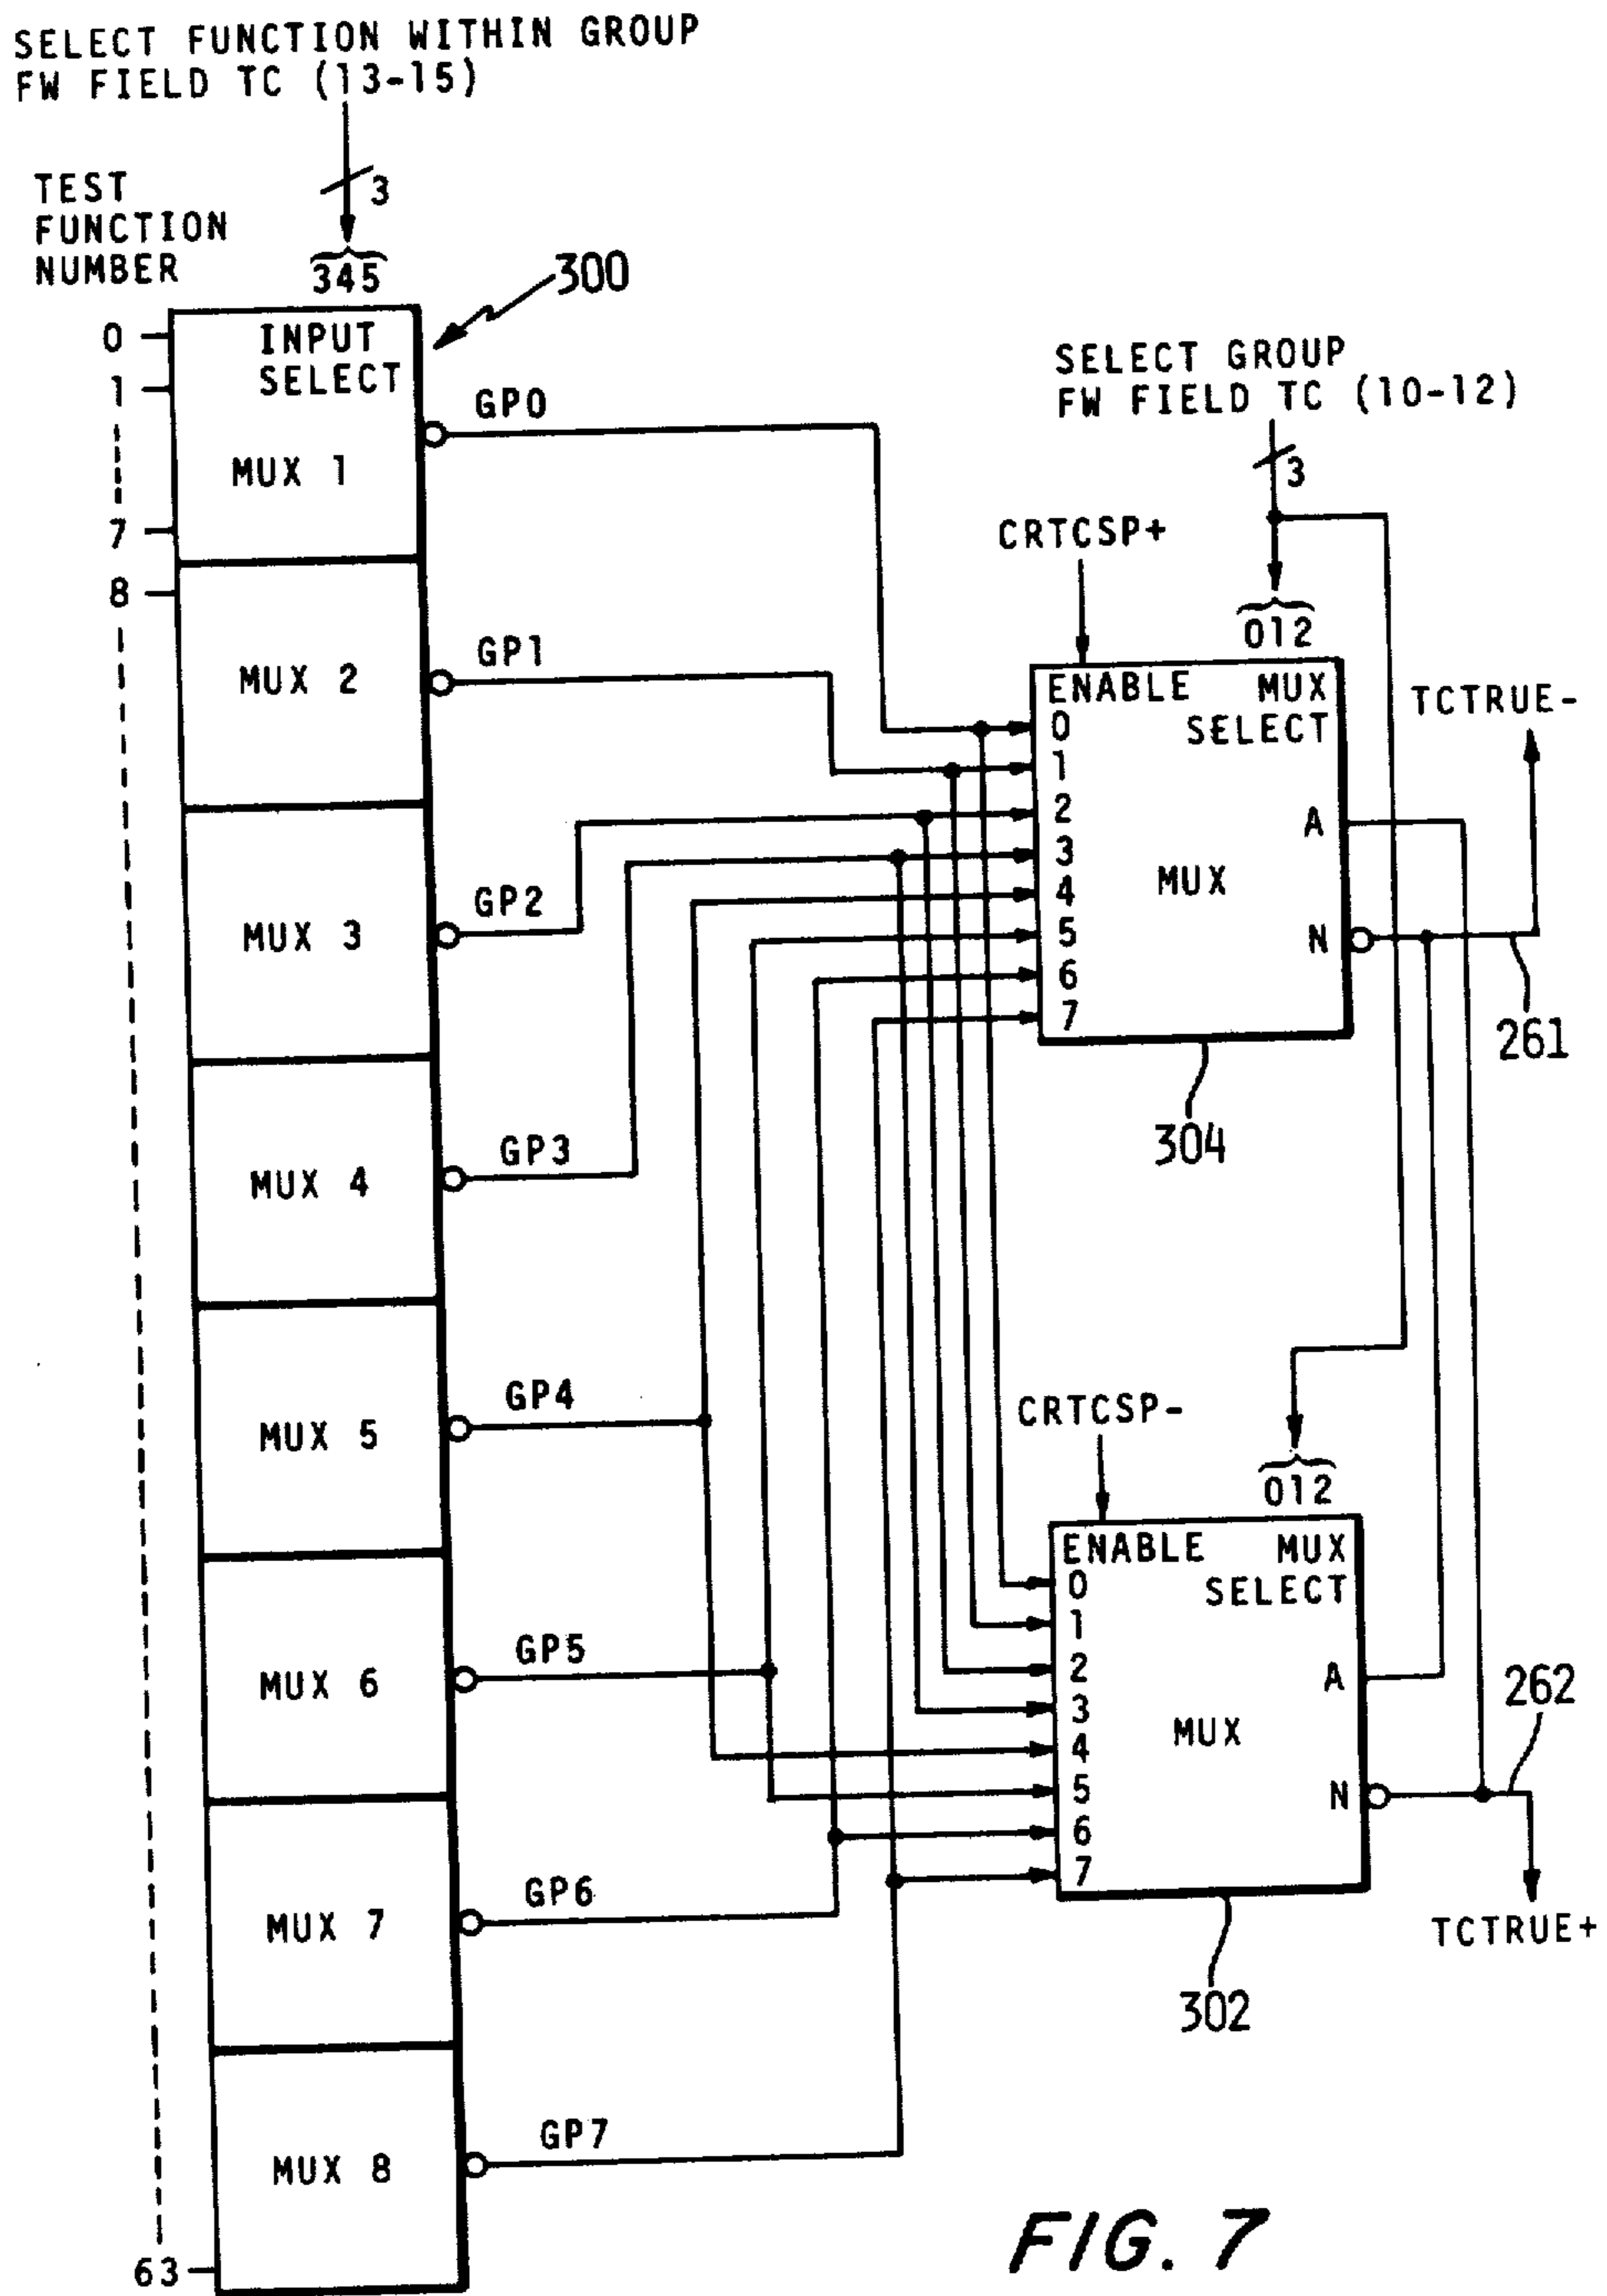 SELECT FUNCTION WITHIN GROUP
FW FIELD TC (13-15)
3
TEST
FUNCTION
NUMBER
345
300
0
1
7
8
63
INPUT
SELECT
MUX 1
MUX 2
MUX 3
MUX 4
MUX 5
MUX 6
MUX 7
MUX 8
GP0
GP1
GP2
GP3
GP4
GP5
GP6
GP7
SELECT GROUP
FW FIELD TC (10-12)
3
CRTCSP+
012
ENABLE MUX
SELECT
0
1
2
3
4
5
6
7
MUX
A
N
TCTRUE-
261
304
CRTCSP-
012
ENABLE MUX
SELECT
0
1
2
3
4
5
6
7
MUX
A
N
262
TCTRUE+
302
FIG. 7